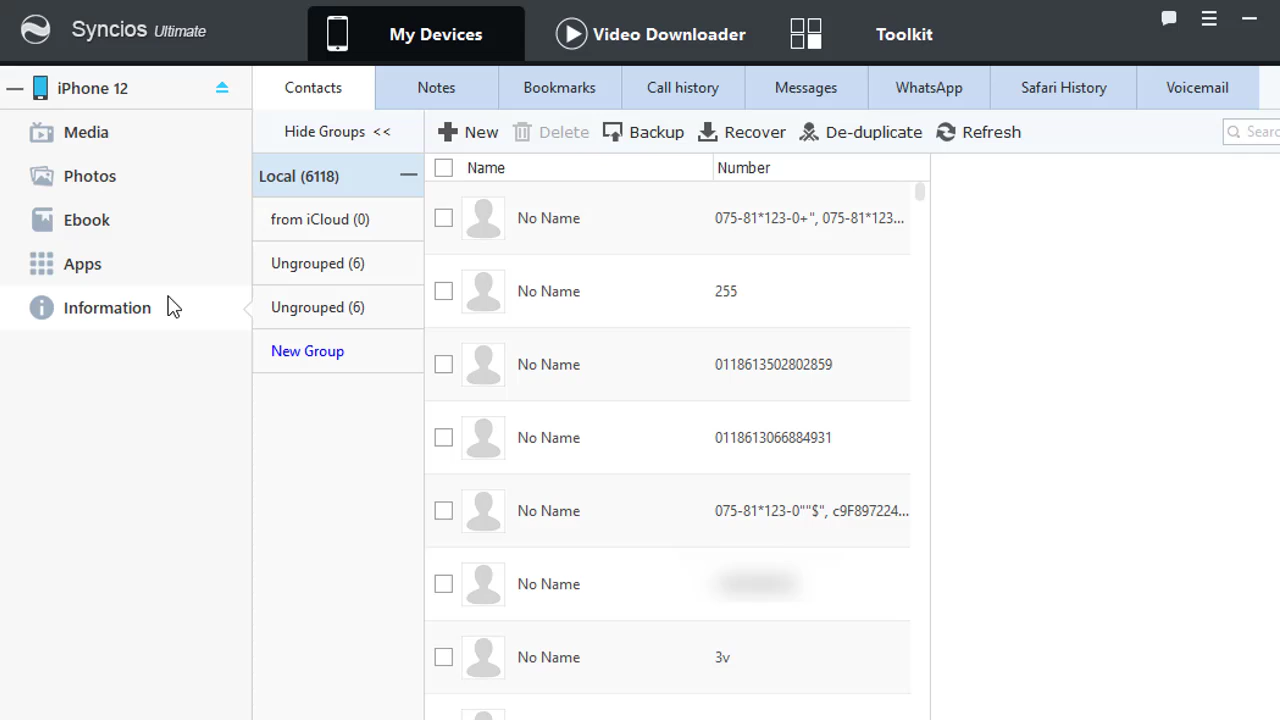 Syncios Ultimate
My Devices
Video Downloader
Toolkit
iPhone 12
Media
Photos
Ebook
Apps
Information
Contacts
Notes
Bookmarks
Call history
Messages
WhatsApp
Safari History
Voicemail
Hide Groups <<
New
Delete
Backup
Recover
De-duplicate
Refresh
Local (6118)
from iCloud (0)
Ungrouped (6)
Ungrouped (6)
New Group
Name Number
No Name 075-81*123-0+", 075-81*123...
No Name 255
No Name 0118613502802859
No Name 0118613066884931
No Name 075-81*123-0""$", c9F897224...
No Name
No Name 3v